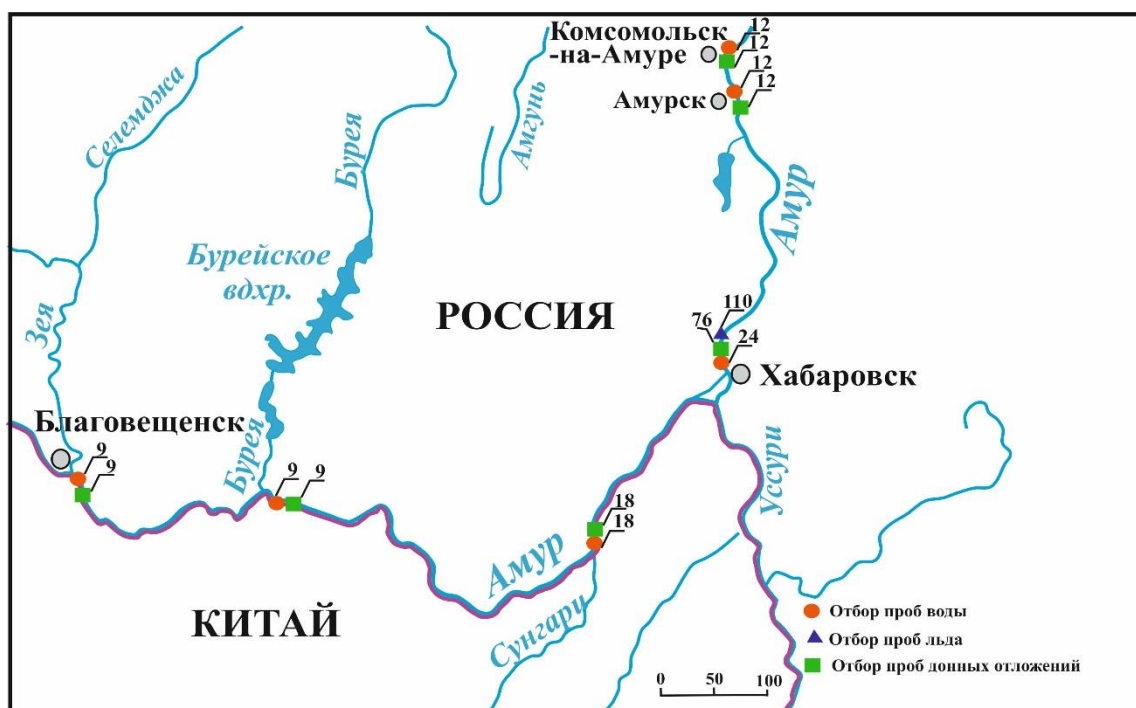 Комсомольск
-на-Амуре
12
12
12
12
Амурск
Селемджа
Бурея
Амгунь
Амур
Бурейское
вдхр.
Зея
РОССИЯ
110
76
24
Хабаровск
Благовещенск
9
9
Бурея
9
9
18
18
Амур
Уссури
Сунгари
КИТАЙ
Отбор проб воды
Отбор проб льда
Отбор проб донных отложений
0 50 100